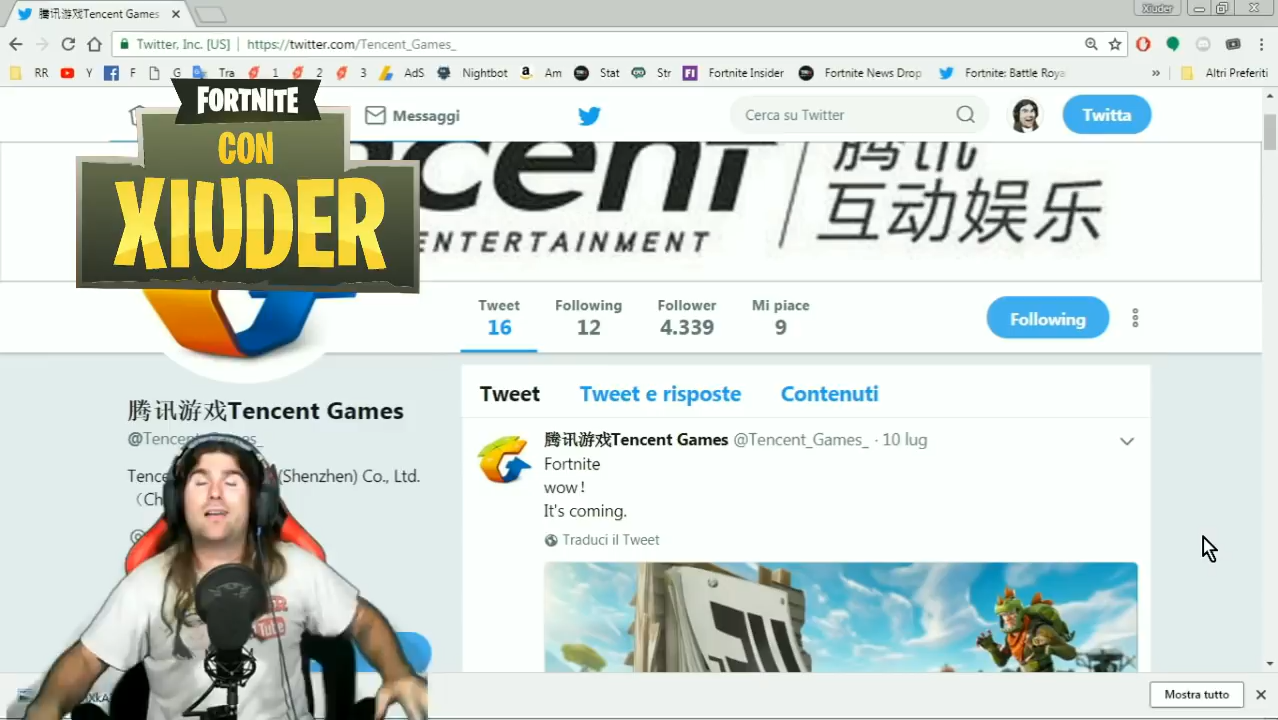 腾讯游戏Tencent Games
Xiuder
Twitter, Inc. [US]
https://twitter.com/Tencent_Games_
RR
Y
F
G
Tra
1
2
3
AdS
Nightbot
Am
Stat
Str
Fortnite Insider
Fortnite News Drop
Fortnite: Battle Roya
»
Altri Preferiti
Messaggi
Cerca su Twitter
Twitta
FORTNITE
CON
XIUDER
腾讯
互动娱乐
ENTERTAINMENT
Tweet
16
Following
12
Follower
4.339
Mi piace
9
Following
腾讯游戏Tencent Games
@Tencent_Games_
(Shenzhen) Co., Ltd.
Tweet
Tweet e risposte
Contenuti
腾讯游戏Tencent Games @Tencent_Games_ · 10 lug
Fortnite
wow!
It's coming.
Traduci il Tweet
Mostra tutto